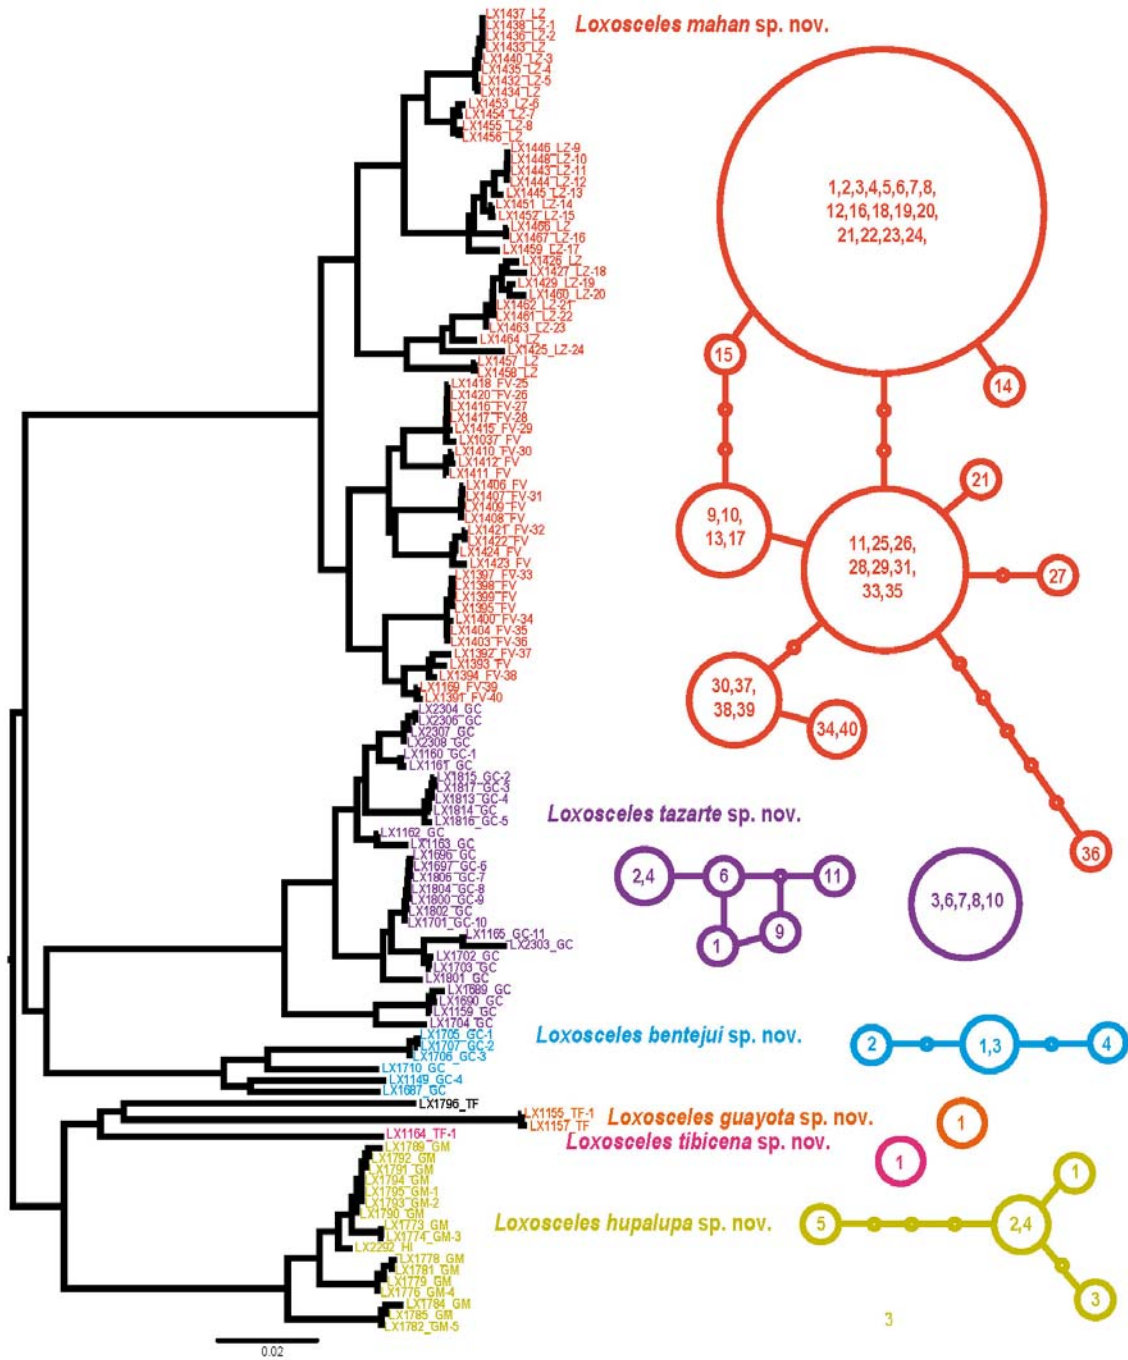 LX1437_LZ
LX1438_LZ-1
LX1436_LZ-2
LX1433_LZ
LX1440_LZ-3
LX1435_LZ-4
LX1432_LZ-5
LX1434_LZ
LX1453_LZ-6
LX1454_LZ-7
LX1455_LZ-8
LX1456_LZ
LX1446_LZ-9
LX1448_LZ-10
LX1443_LZ-11
LX1444_LZ-12
LX1445_LZ-13
LX1451_LZ-14
LX1452_LZ-15
LX1466_LZ
LX1467_LZ-16
LX1459_LZ-17
LX1426_LZ
LX1427_LZ-18
LX1429_LZ-19
LX1460_LZ-20
LX1462_LZ-21
LX1461_LZ-22
LX1463_LZ-23
LX1464_LZ
LX1425_LZ-24
LX1457_LZ
LX1458_LZ
LX1418_FV-25
LX1420_FV-26
LX1416_FV-27
LX1417_FV-28
LX1415_FV-29
LX1037_FV
LX1410_FV-30
LX1412_FV
LX1411_FV
LX1406_FV
LX1407_FV-31
LX1409_FV
LX1408_FV
LX1421_FV-32
LX1422_FV
LX1424_FV
LX1423_FV
LX1397_FV-33
LX1398_FV
LX1399_FV
LX1395_FV
LX1400_FV-34
LX1404_FV-35
LX1403_FV-36
LX1392_FV-37
LX1393_FV
LX1394_FV-38
LX1169_FV-39
LX1391_FV-40
LX2304_GC
LX2306_GC
LX2307_GC
LX2308_GC
LX1160_GC-1
LX1161_GC
LX1815_GC-2
LX1817_GC-3
LX1813_GC-4
LX1814_GC
LX1816_GC-5
LX1162_GC
LX1163_GC
LX1696_GC
LX1697_GC-6
LX1806_GC-7
LX1804_GC-8
LX1800_GC-9
LX1802_GC
LX1701_GC-10
LX1165_GC-11
LX2303_GC
LX1702_GC
LX1703_GC
LX1801_GC
LX1689_GC
LX1690_GC
LX1159_GC
LX1704_GC
LX1705_GC-1
LX1707_GC-2
LX1706_GC-3
LX1710_GC
LX1149_GC-4
LX1687_GC
LX1796_TF
LX1155_TF-1
LX1157_TF
LX1164_TF-1
LX1789_GM
LX1792_GM
LX1791_GM
LX1794_GM
LX1795_GM-1
LX1793_GM-2
LX1790_GM
LX1773_GM
LX1774_GM-3
LX2292_HI
LX1778_GM
LX1781_GM
LX1779_GM
LX1776_GM-4
LX1784_GM
LX1785_GM
LX1782_GM-5
0.02
Loxosceles mahan sp. nov.
1,2,3,4,5,6,7,8,
12,16,18,19,20,
21,22,23,24,
15
14
9,10,
13,17
21
11,25,26,
28,29,31,
33,35
27
30,37,
38,39
34,40
36
Loxosceles tazarte sp. nov.
2,4
6
11
1
9
3,6,7,8,10
Loxosceles bentejui sp. nov.
2
1,3
4
Loxosceles guayota sp. nov.
1
Loxosceles tibicena sp. nov.
1
Loxosceles hupalupa sp. nov.
5
2,4
1
3
3